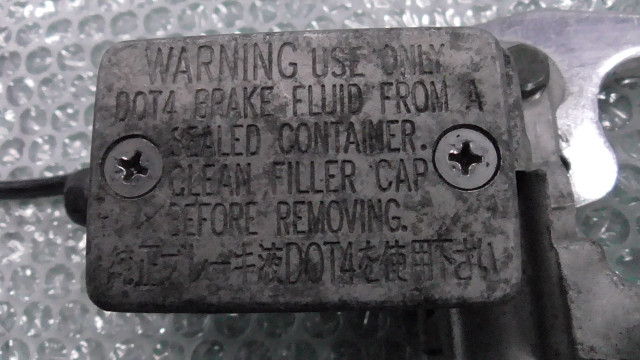 WARNING USE ONLY
DOT4 BRAKE FLUID FROM A
SEALED CONTAINER.
CLEAN FILLER CAP
BEFORE REMOVING.
純正ブレーキ液DOT4を使用下さい